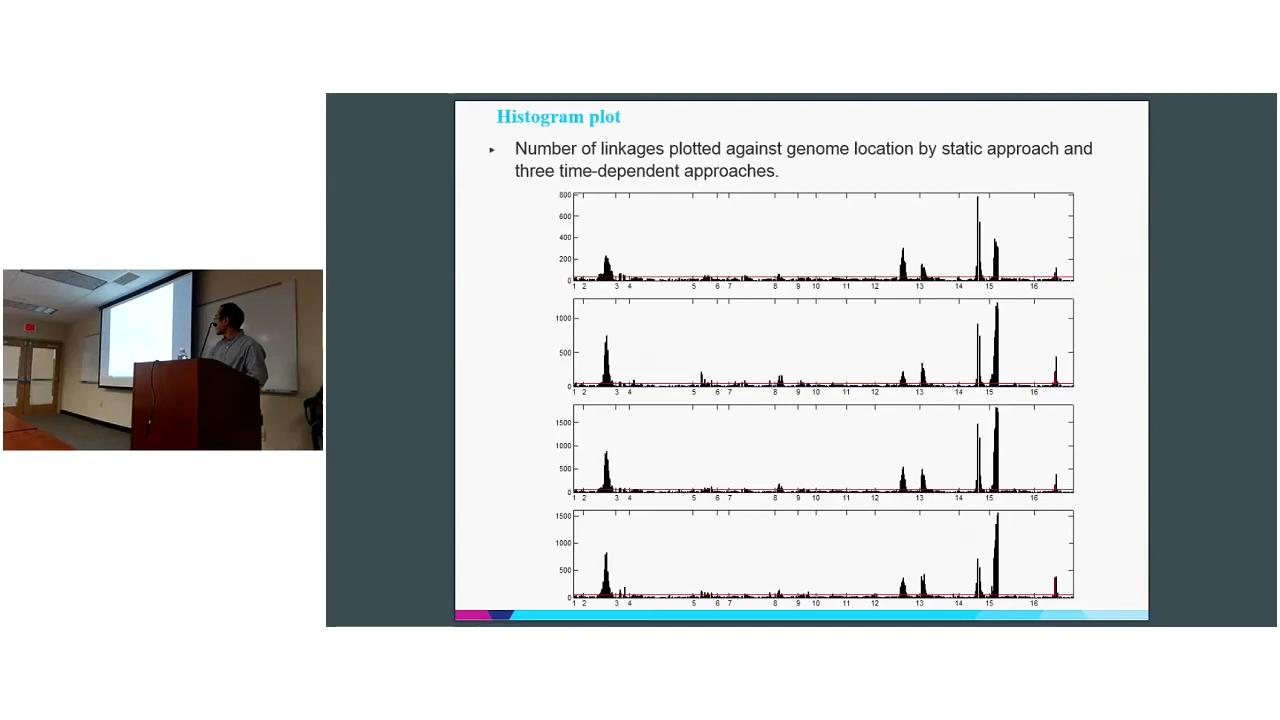 Histogram plot
▸ Number of linkages plotted against genome location by static approach and
three time-dependent approaches.
800
600
400
200
0
1 2 3 4 5 6 7 8 9 10 11 12 13 14 15 16
1000
500
0
1 2 3 4 5 6 7 8 9 10 11 12 13 14 15 16
1500
1000
500
0
1 2 3 4 5 6 7 8 9 10 11 12 13 14 15 16
1500
1000
500
0
1 2 3 4 5 6 7 8 9 10 11 12 13 14 15 16